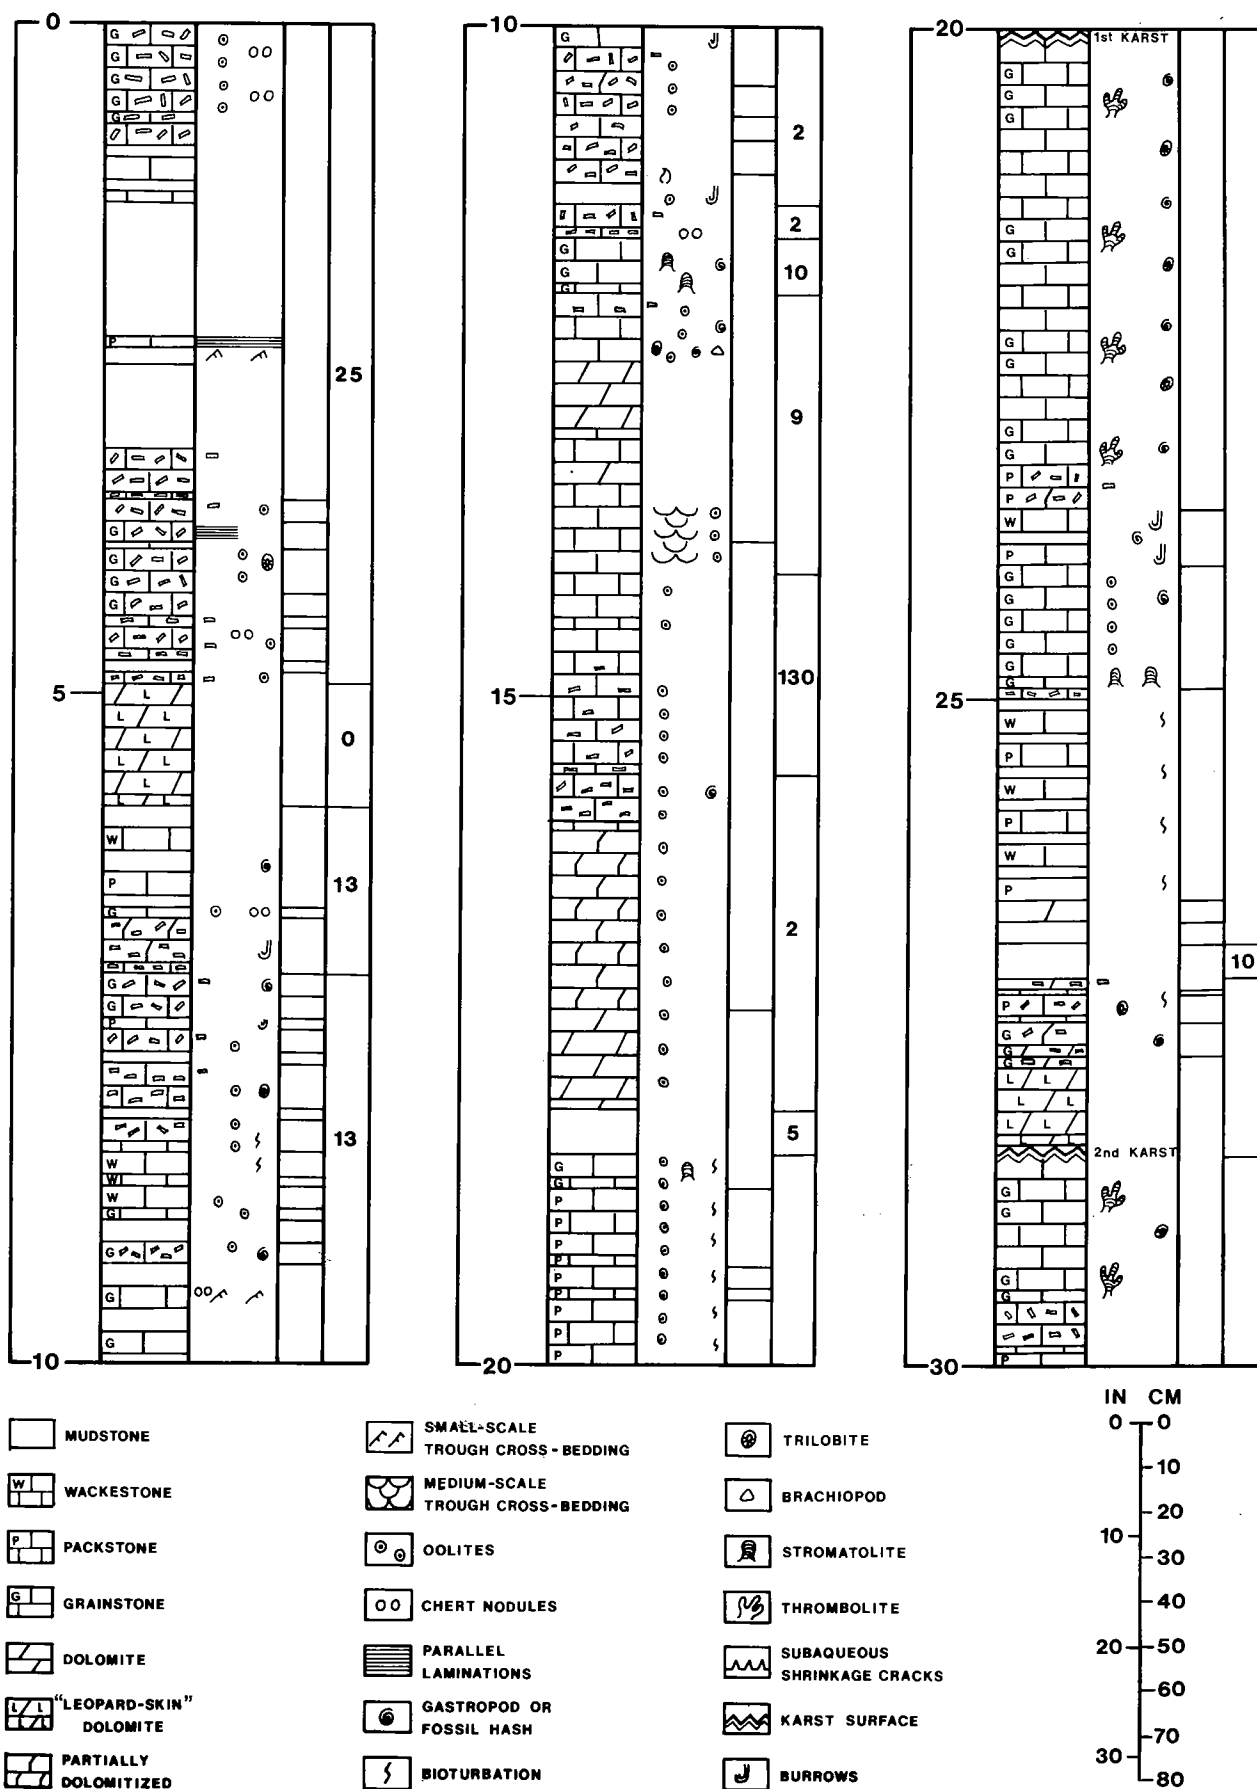 0
5
10
G
G
G
G
G
P
G
G
G
G
L
L L
L
L L
L
L L
W
P
G
G
G
P
W
W
W
G
G
G
G
25
0
13
13
10
15
20
G
G
G
G
G
G
P
P
P
P
P
P
P
P
2
2
10
9
130
2
5
20
25
30
1st KARST
G
G
G
G
G
G
G
G
G
G
G
P
P
W
P
G
G
G
G
G
G
W
P
W
P
W
P
P
G
G
G
L L
L
L L
L
2nd KARST
G
G
G
G
P
10
MUDSTONE
W WACKESTONE
P PACKSTONE
G GRAINSTONE
DOLOMITE
L L L L "LEOPARD-SKIN"
DOLOMITE
PARTIALLY
DOLOMITIZED
SMALL-SCALE
TROUGH CROSS-BEDDING
MEDIUM-SCALE
TROUGH CROSS-BEDDING
OOLITES
CHERT NODULES
PARALLEL
LAMINATIONS
GASTROPOD OR
FOSSIL HASH
BIOTURBATION
TRILOBITE
BRACHIOPOD
STROMATOLITE
THROMBOLITE
SUBAQUEOUS
SHRINKAGE CRACKS
KARST SURFACE
BURROWS
IN CM
0 0
10
20
10 30
40
20 50
60
70
30
80